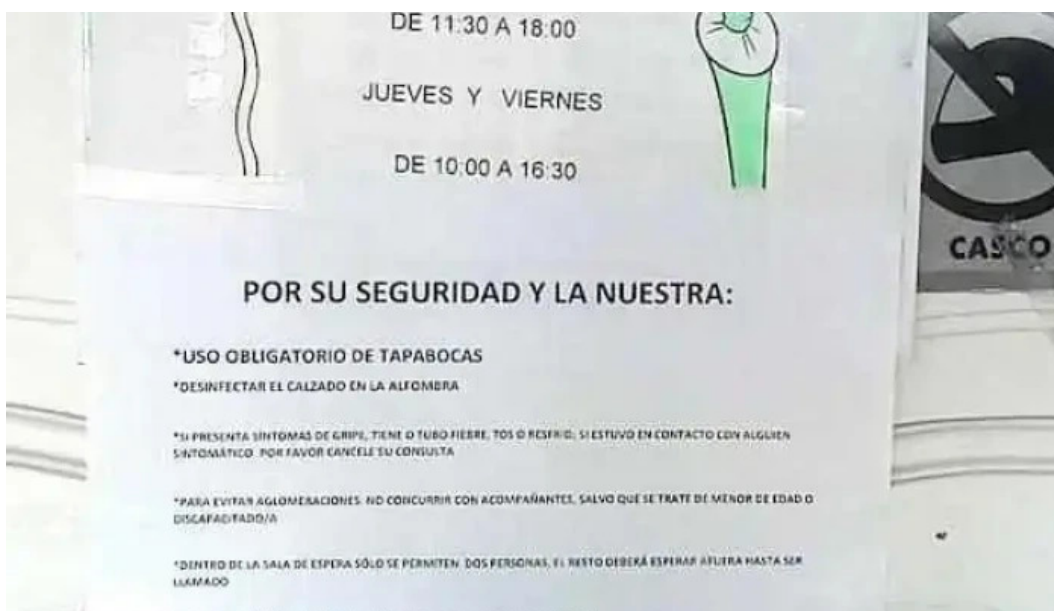 DE 11:30 A 18:00
JUEVES Y VIERNES
DE 10:00 A 16:30
CASCO
POR SU SEGURIDAD Y LA NUESTRA:
*USO OBLIGATORIO DE TAPABOCAS
*DESINFECTAR EL CALZADO EN LA ALFOMBRA
*SI PRESENTA SÍNTOMAS DE GRIPE, TIENE O TUBO FIEBRE, TOS O RESFRIO, SI ESTUVO EN CONTACTO CON ALGUIEN
SINTOMÁTICO POR FAVOR CANCELE SU CONSULTA
*PARA EVITAR AGLOMERACIONES NO CONCURRIR CON ACOMPAÑANTES, SALVO QUE SE TRATE DE MENOR DE EDAD O
DISCAPACITADO/A
*DENTRO DE LA SALA DE ESPERA SÓLO SE PERMITEN DOS PERSONAS, EL RESTO DEBERÁ ESPERAR AFUERA HASTA SER
LLAMADO